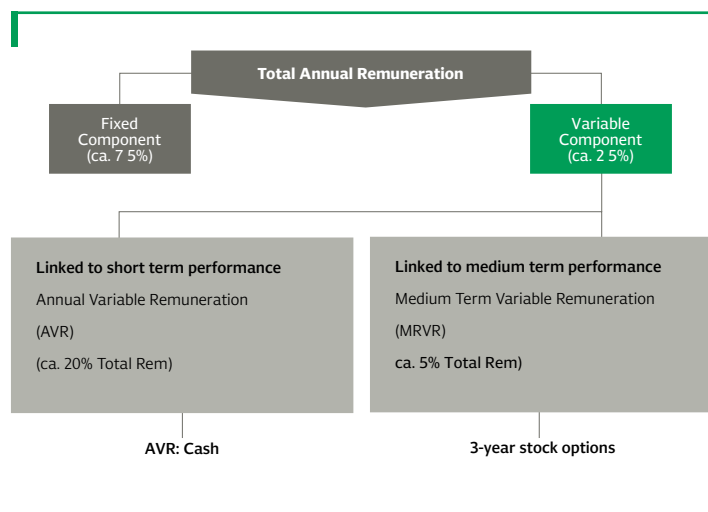 Total Annual Remuneration
Fixed
Component
(ca. 7 5%)
Variable
Component
(ca. 2 5%)
Linked to short term performance
Annual Variable Remuneration
(AVR)
(ca. 20% Total Rem)
Linked to medium term performance
Medium Term Variable Remuneration
(MRVR)
ca. 5% Total Rem)
AVR: Cash
3-year stock options